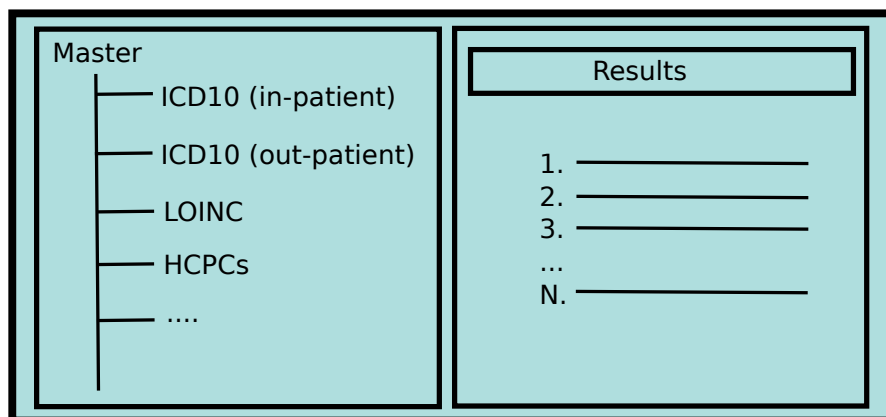 Master
ICD10 (in-patient)
ICD10 (out-patient)
LOINC
HCPCs
....
Results
1.
2.
3.
...
N.